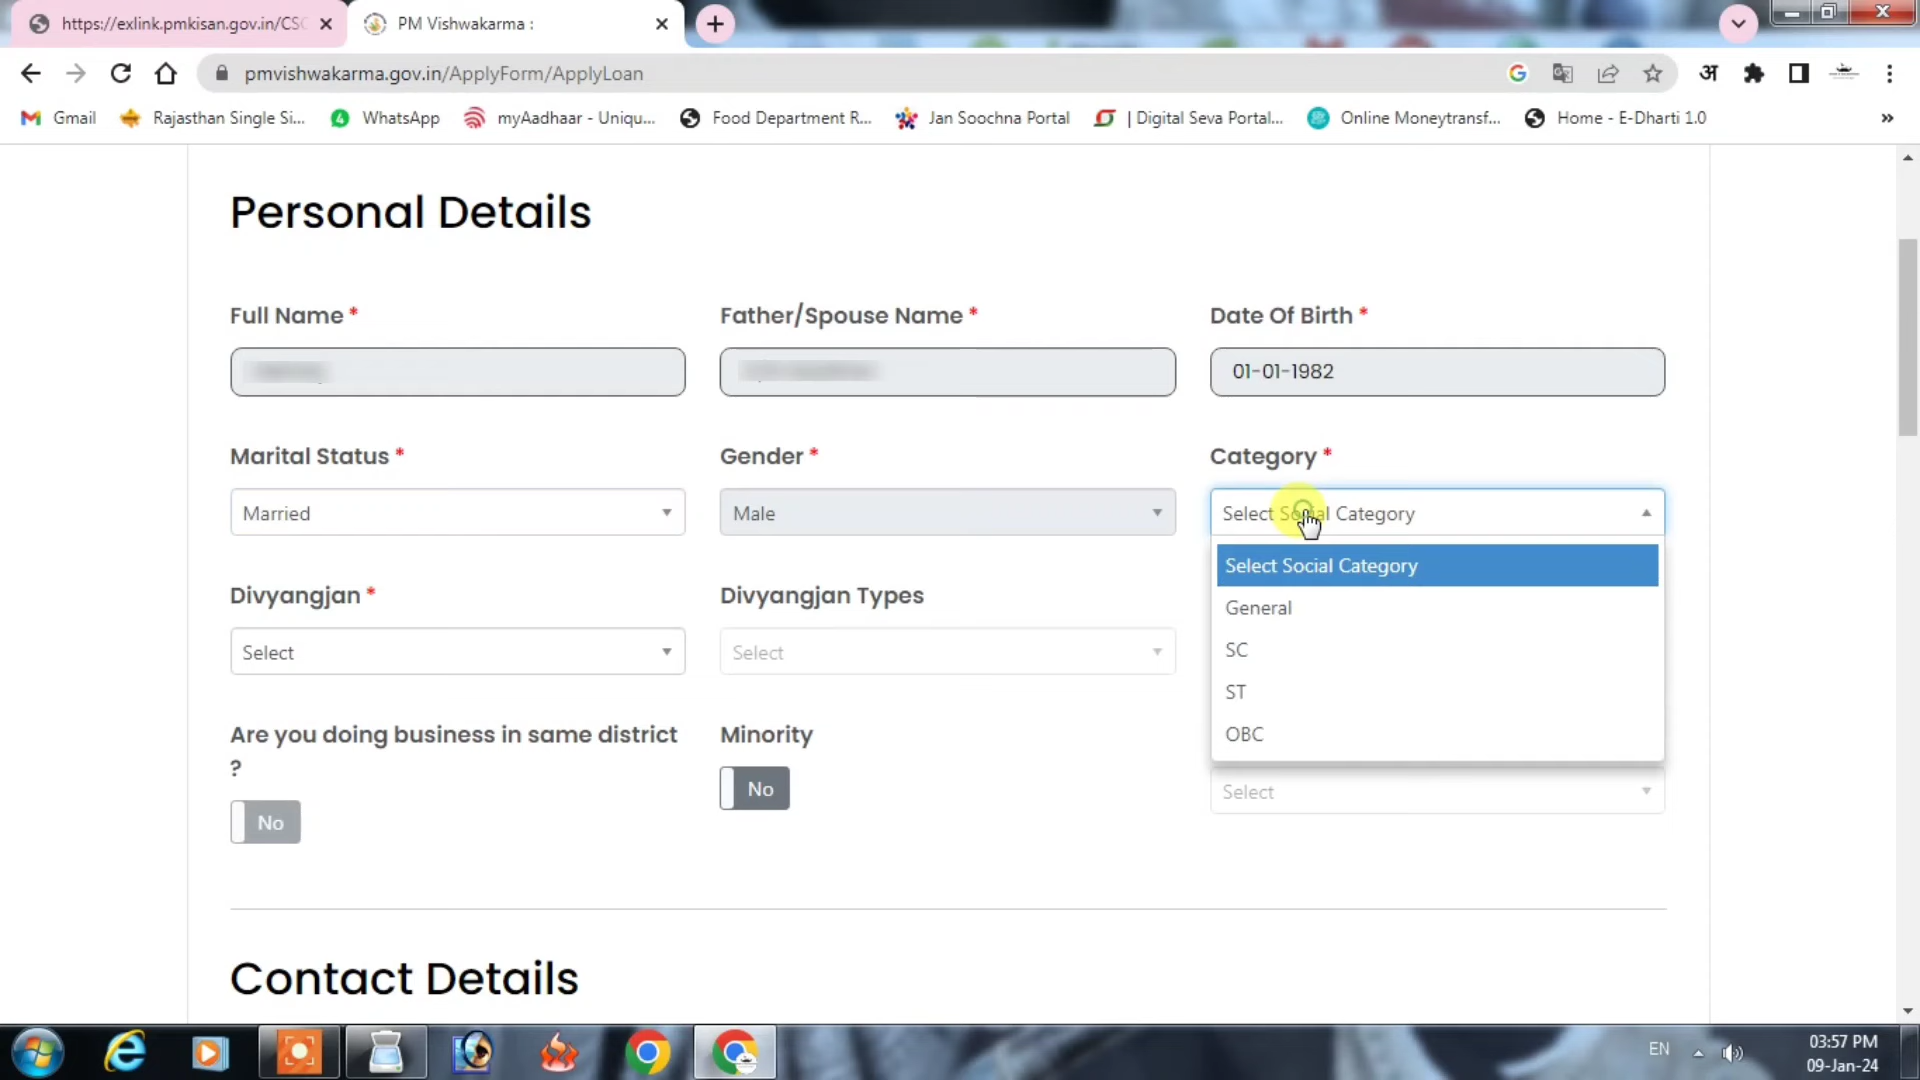 https://exlink.pmkisan.gov.in/CSC
PM Vishwakarma :
pmvishwakarma.gov.in/ApplyForm/ApplyLoan
अ
Gmail
Rajasthan Single Si...
WhatsApp
myAadhaar - Uniqu...
Food Department R...
Jan Soochna Portal
| Digital Seva Portal...
Online Moneytransf...
Home - E-Dharti 1.0
»
Personal Details
Full Name *
Father/Spouse Name *
Date Of Birth *
01-01-1982
Marital Status *
Gender *
Category *
Married
Male
Select Social Category
Select Social Category
General
SC
ST
OBC
Divyangjan *
Divyangjan Types
Select
Select
Are you doing business in same district
?
Minority
No
No
Select
Contact Details
EN
03:57 PM
09-Jan-24